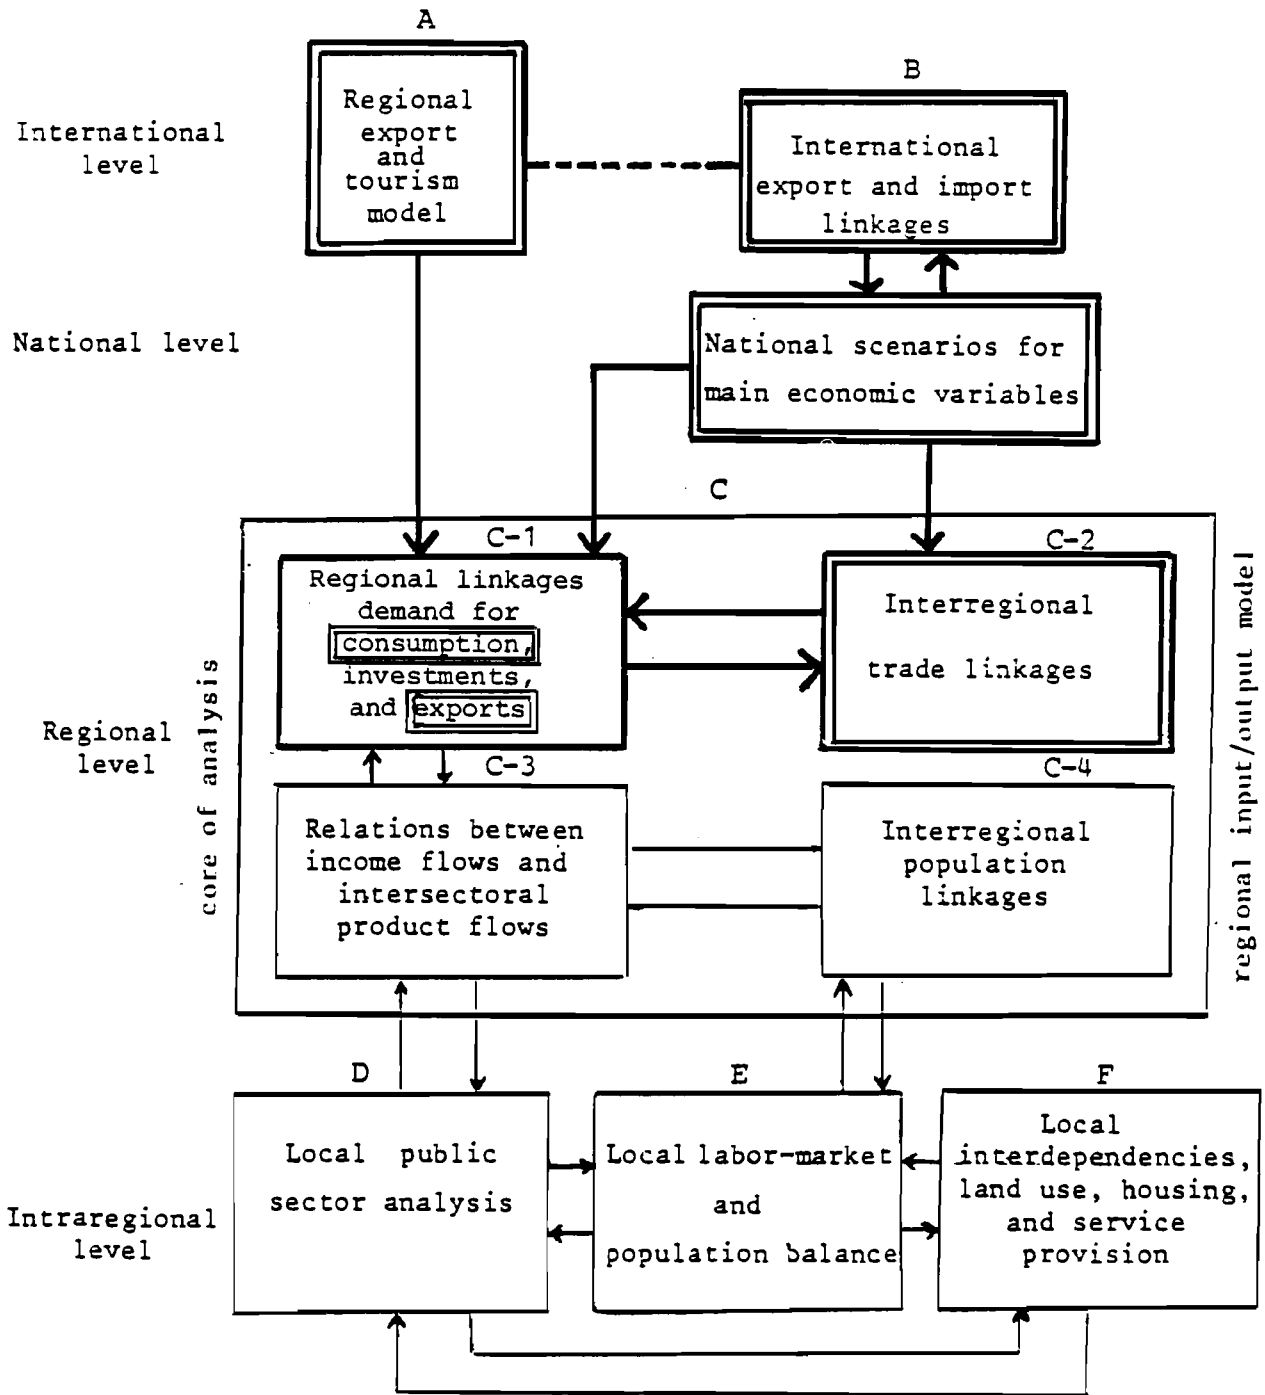 A
Regional
export
and
tourism
model
B
International
export and import
linkages
International
level
National level
National scenarios for
main economic variables
C
C-1
Regional linkages
demand for
consumption,
investments,
and exports
C-2
Interregional
trade linkages
Regional
level
core of analysis
regional input/output model
C-3
Relations between
income flows and
intersectoral
product flows
C-4
Interregional
population
linkages
D
Local public
sector analysis
E
Local labor-market
and
population balance
F
Local
interdependencies,
land use, housing,
and service
provision
Intraregional
level